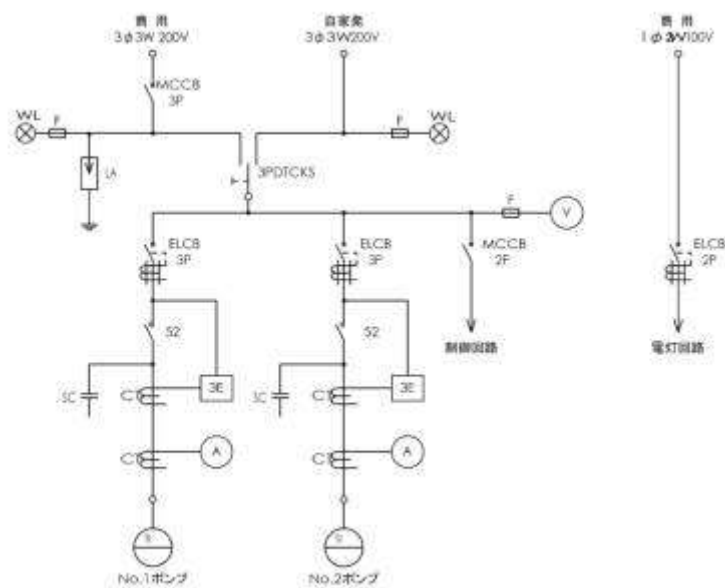 商用
3φ3W 200V
自家発
3φ3W200V
商用
MCCB
3P
WL
F
LA
F
WL
3PDTCKS
F
V
ELCB
3P
ELCB
3P
MCCB
2P
ELCB
2P
52
52
制御回路
電灯回路
SC
CT
3E
SC
CT
3E
CT
A
CT
A
No.1ポンプ
No.2ポンプ